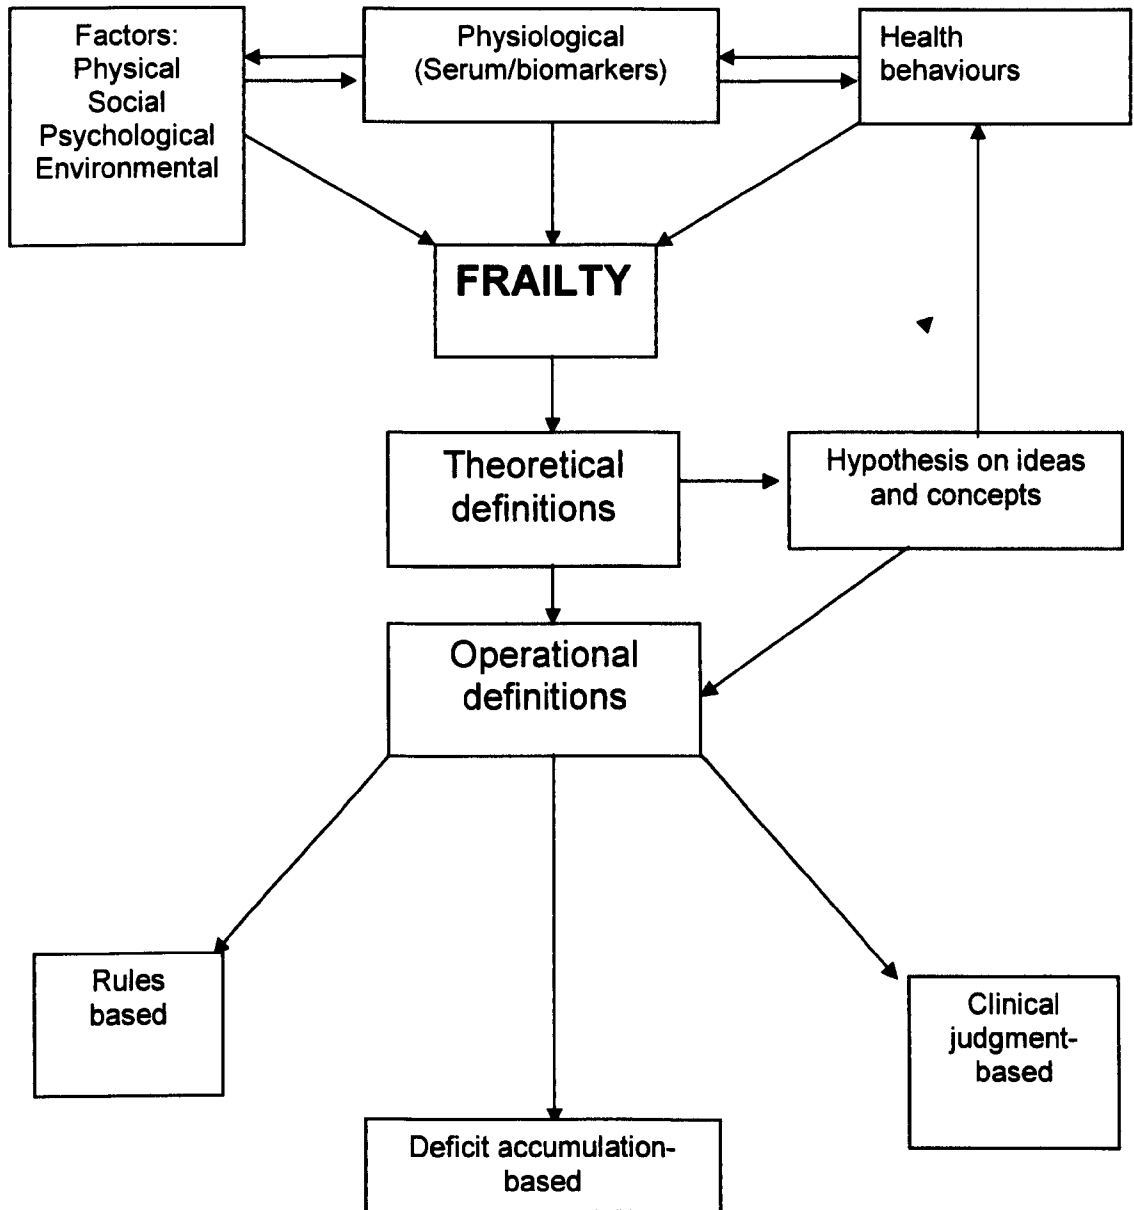 Factors:
Physical
Social
Psychological
Environmental
Physiological
(Serum/biomarkers)
Health
behaviours
FRAILTY
Theoretical
definitions
Hypothesis on ideas
and concepts
Operational
definitions
Rules
based
Clinical
judgment-
based
Deficit accumulation-
based